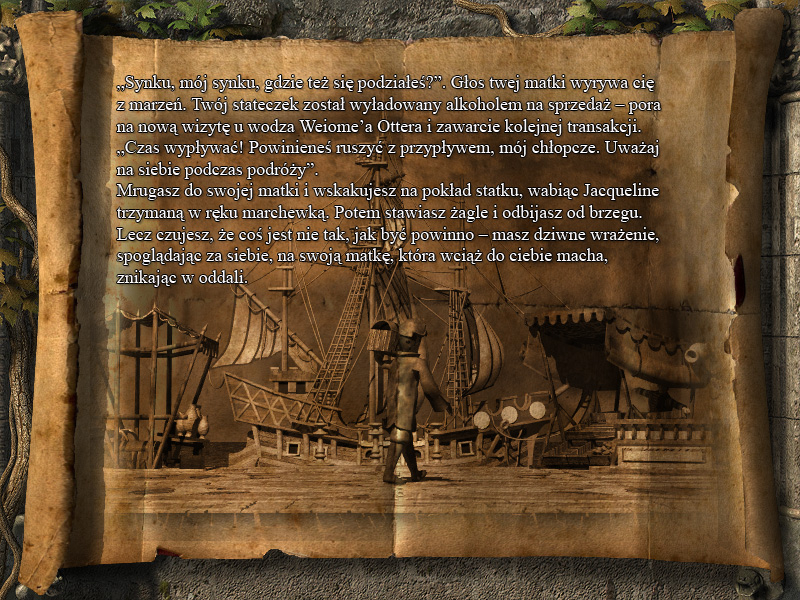 „Synku, mój synku, gdzie też się podziałeś?”. Głos twej matki wyrywa cię
z marzeń. Twój stateczek został wyładowany alkoholem na sprzedaż – pora
na nową wizytę u wodza Weiome’a Ottera i zawarcie kolejnej transakcji.
„Czas wypływać! Powinieneś ruszyć z przypływem, mój chłopcze. Uważaj
na siebie podczas podróży”.
Mrugasz do swojej matki i wskakujesz na pokład statku, wabiąc Jacqueline
trzymaną w ręku marchewką. Potem stawiasz żagle i odbijasz od brzegu.
Lecz czujesz, że coś jest nie tak, jak być powinno – masz dziwne wrażenie,
spoglądając za siebie, na swoją matkę, która wciąż do ciebie macha,
znikając w oddali.